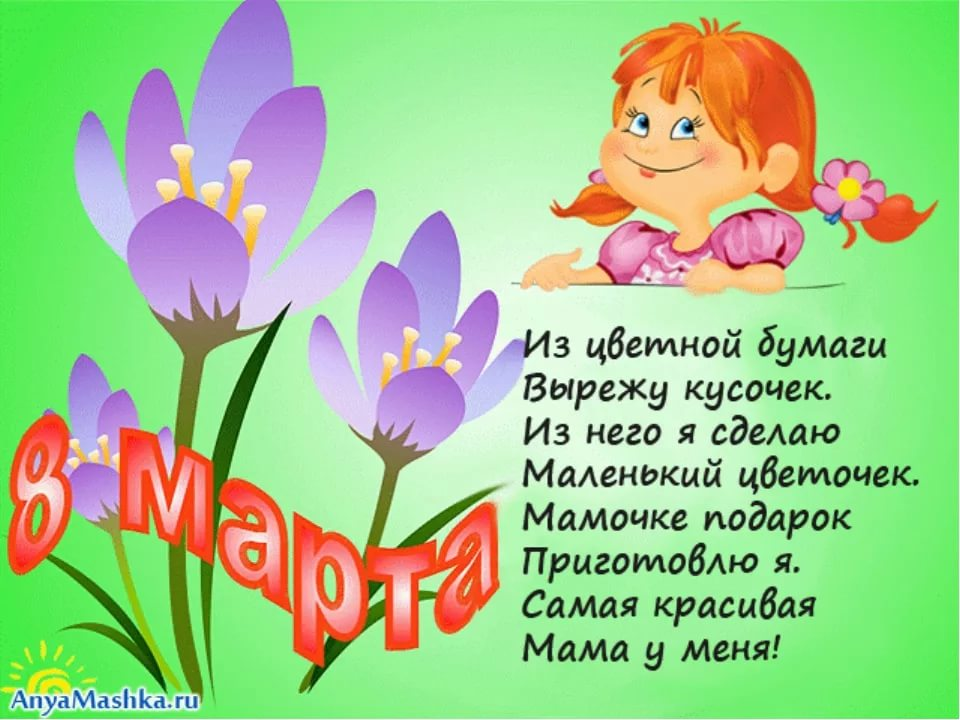 8 марта
Из цветной бумаги
Вырежу кусочек.
Из него я сделаю
Маленький цветочек.
Мамочке подарок
Приготовлю я.
Самая красивая
Мама у меня!
AnyaMashka.ru